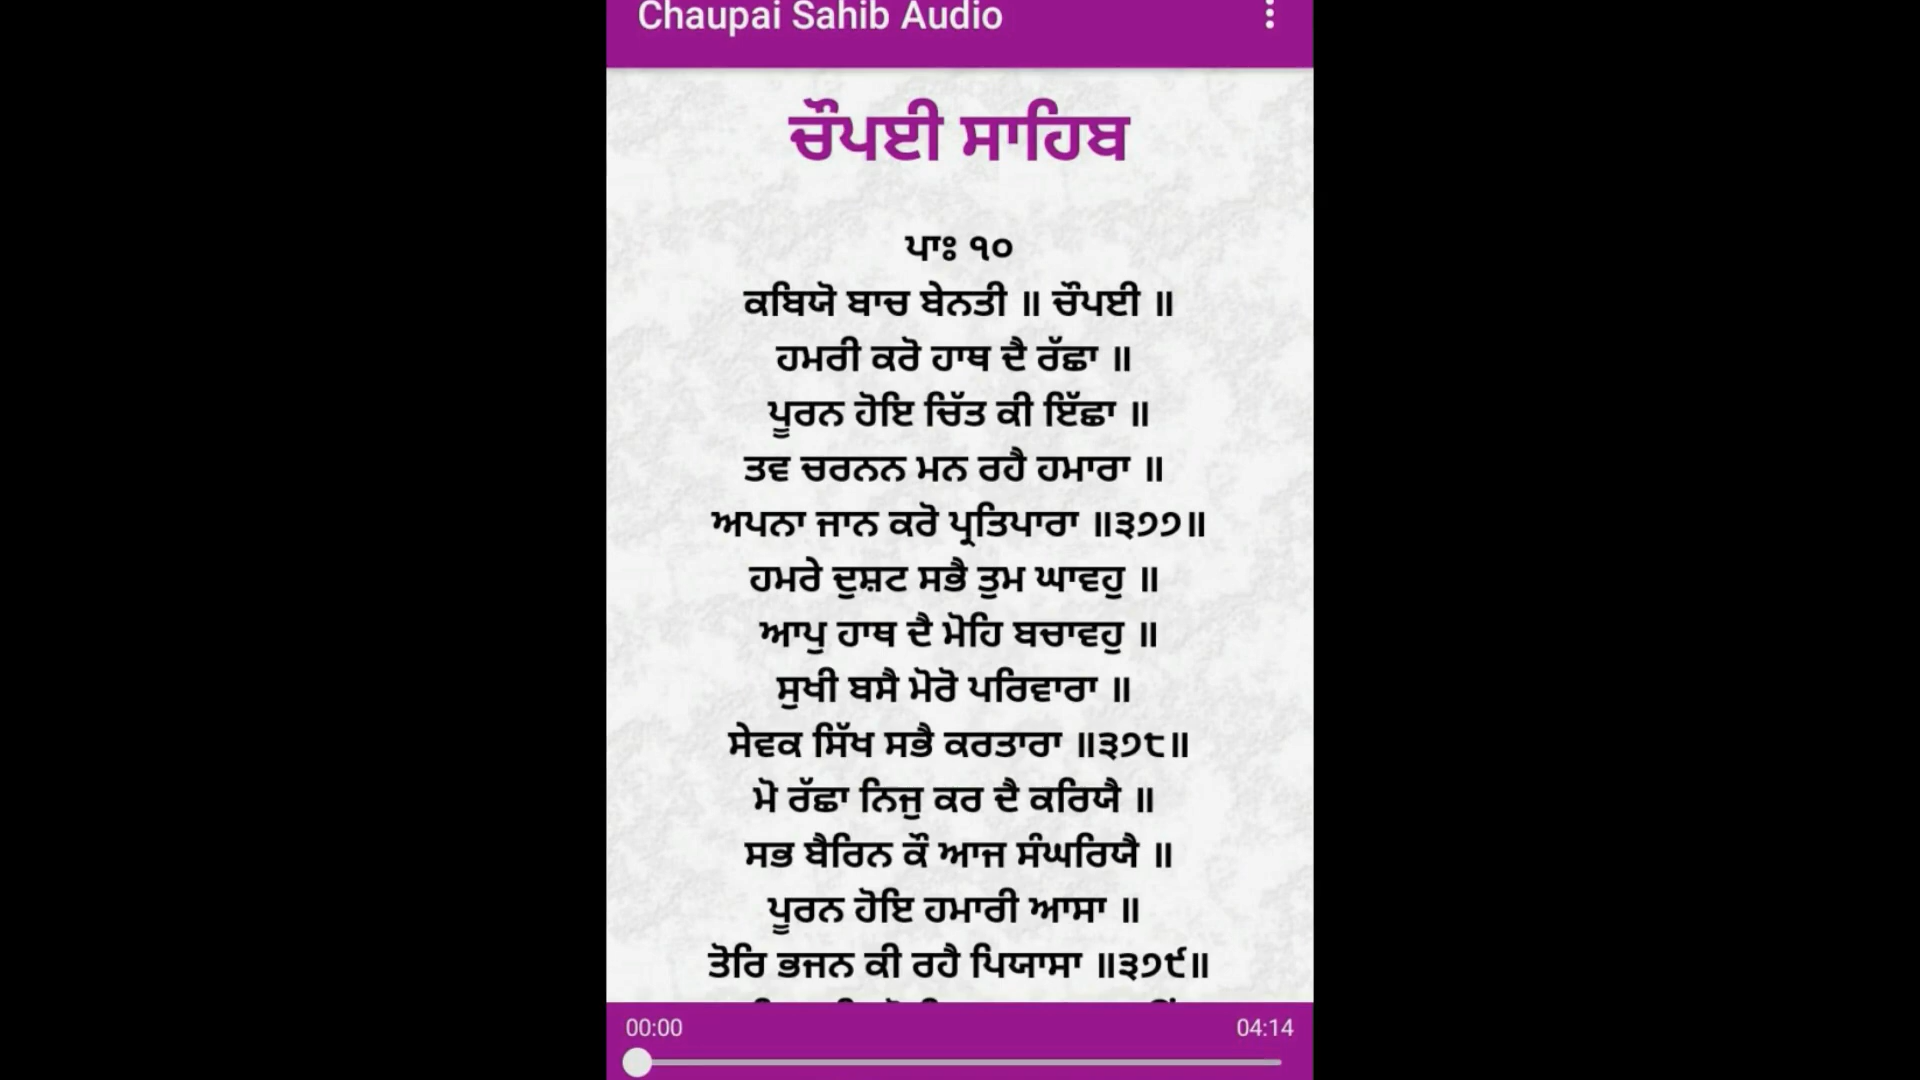 Chaupai Sahib Audio
ਚੌਪਈ ਸਾਹਿਬ
ਪਾਃ ੧੦
ਕਬਿਯੋ ਬਾਚ ਬੇਨਤੀ ॥ ਚੌਪਈ ॥
ਹਮਰੀ ਕਰੋ ਹਾਥ ਦੈ ਰੱਛਾ ॥
ਪੂਰਨ ਹੋਇ ਚਿੱਤ ਕੀ ਇੱਛਾ ॥
ਤਵ ਚਰਨਨ ਮਨ ਰਹੈ ਹਮਾਰਾ ॥
ਅਪਨਾ ਜਾਨ ਕਰੋ ਪ੍ਰਤਿਪਾਰਾ ॥੩੭੭॥
ਹਮਰੇ ਦੁਸ਼ਟ ਸਭੈ ਤੁਮ ਘਾਵਹੁ ॥
ਆਪੁ ਹਾਥ ਦੈ ਮੋਹਿ ਬਚਾਵਹੁ ॥
ਸੁਖੀ ਬਸੈ ਮੋਰੋ ਪਰਿਵਾਰਾ ॥
ਸੇਵਕ ਸਿੱਖ ਸਭੈ ਕਰਤਾਰਾ ॥੩੭੮॥
ਮੋ ਰੱਛਾ ਨਿਜੁ ਕਰ ਦੈ ਕਰਿਯੈ ॥
ਸਭ ਬੈਰਿਨ ਕੌ ਆਜ ਸੰਘਰਿਯੈ ॥
ਪੂਰਨ ਹੋਇ ਹਮਾਰੀ ਆਸਾ ॥
ਤੋਰਿ ਭਜਨ ਕੀ ਰਹੈ ਪਿਯਾਸਾ ॥੩੭੯॥
00:00 04:14